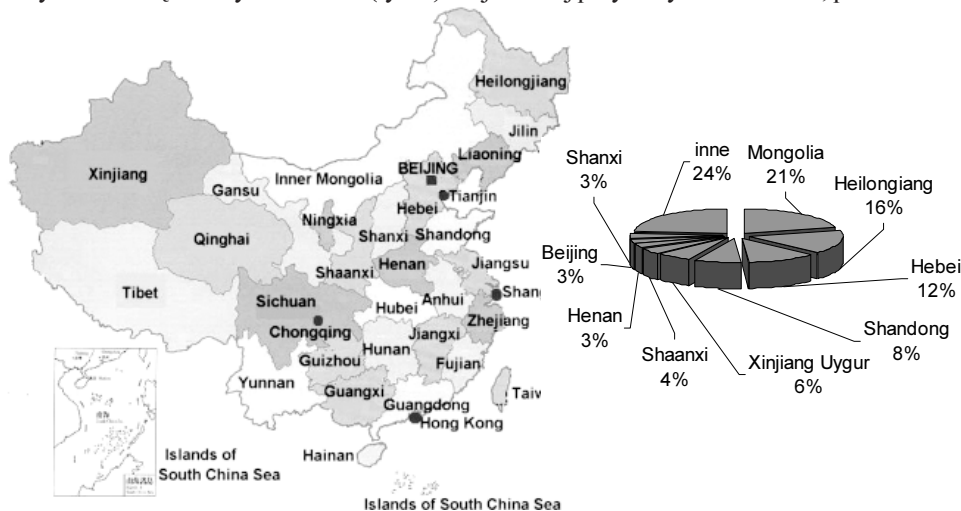 Heilongjiang
Jilin
Liaoning
Xinjiang
Inner Mongolia
BEIJING
Gansu
Tianjin
Hebei
Ningxia
Qinghai
Shanxi
Shandong
Shaanxi
Henan
Jiangsu
Tibet
Sichuan
Hubei
Anhui
Shang
Chongqing
Zhejiang
Hunan
Jiangxi
Guizhou
Fujian
Yunnan
Guangxi
Taiw
Guangdong
Hong Kong
Hainan
Islands of
South China Sea
Islands of South China Sea
inne
24%
Mongolia
21%
Shanxi
3%
Heilongiang
16%
Beijing
3%
Hebei
12%
Henan
3%
Shandong
8%
Shaanxi
4%
Xinjiang Uygur
6%